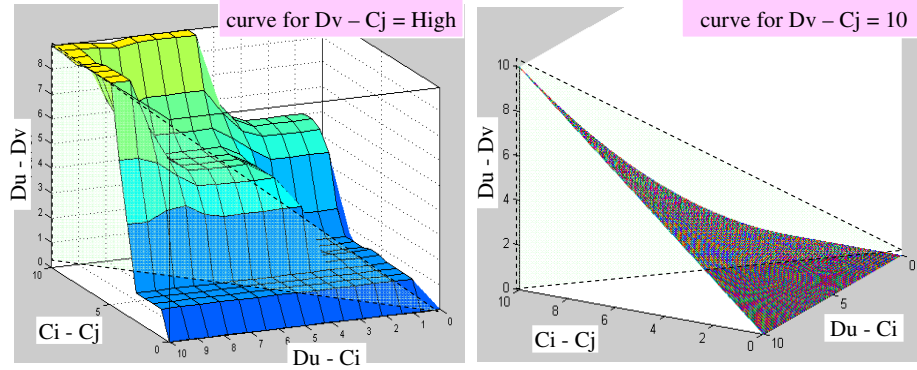 curve for Dv – Cj = High
Du - Dv
8
7
6
5
4
3
2
1
0
10
5
0
Ci - Cj
10 9 8 7 6 5 4 3 2 1 0
Du - Ci
curve for Dv – Cj = 10
Du - Dv
10
8
6
4
2
0
10 8 6 4 2 0
Ci - Cj
10 5 0
Du - Ci